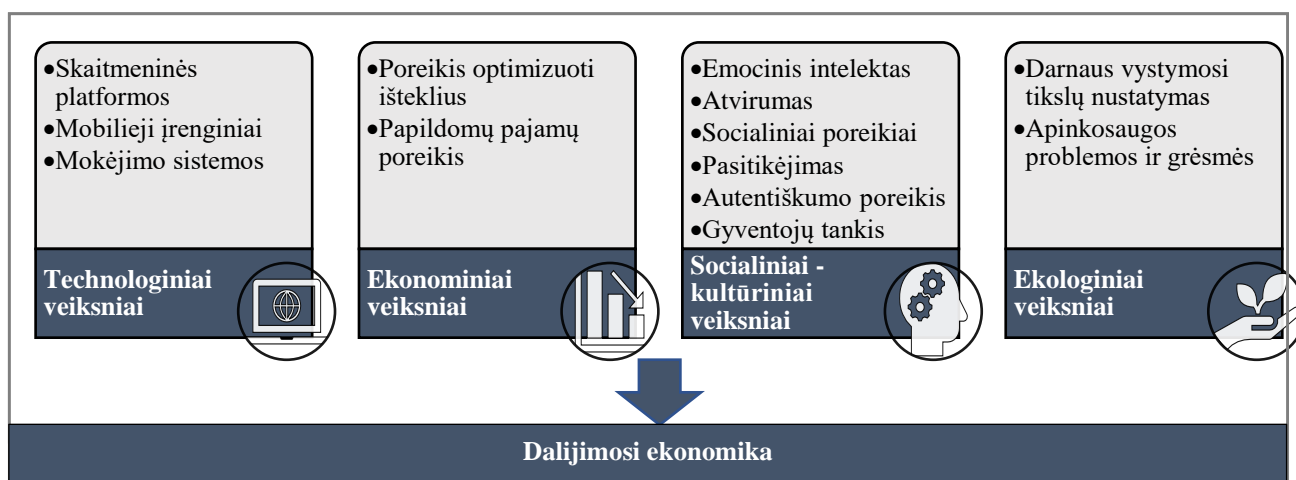 •Skaitmeninės
platformos
•Mobilieji įrenginiai
•Mokėjimo sistemos
Technologiniai
veiksniai
•Poreikis optimizuoti
išteklius
•Papildomų pajamų
poreikis
Ekonominiai
veiksniai
•Emocinis intelektas
•Atvirumas
•Socialiniai poreikiai
•Pasitikėjimas
•Autentiškumo poreikis
•Gyventojų tankis
Socialiniai -
kultūriniai
veiksniai
•Darnaus vystymosi
tikslų nustatymas
•Apinkosaugos
problemos ir grėsmės
Ekologiniai
veiksniai
Dalijimosi ekonomika